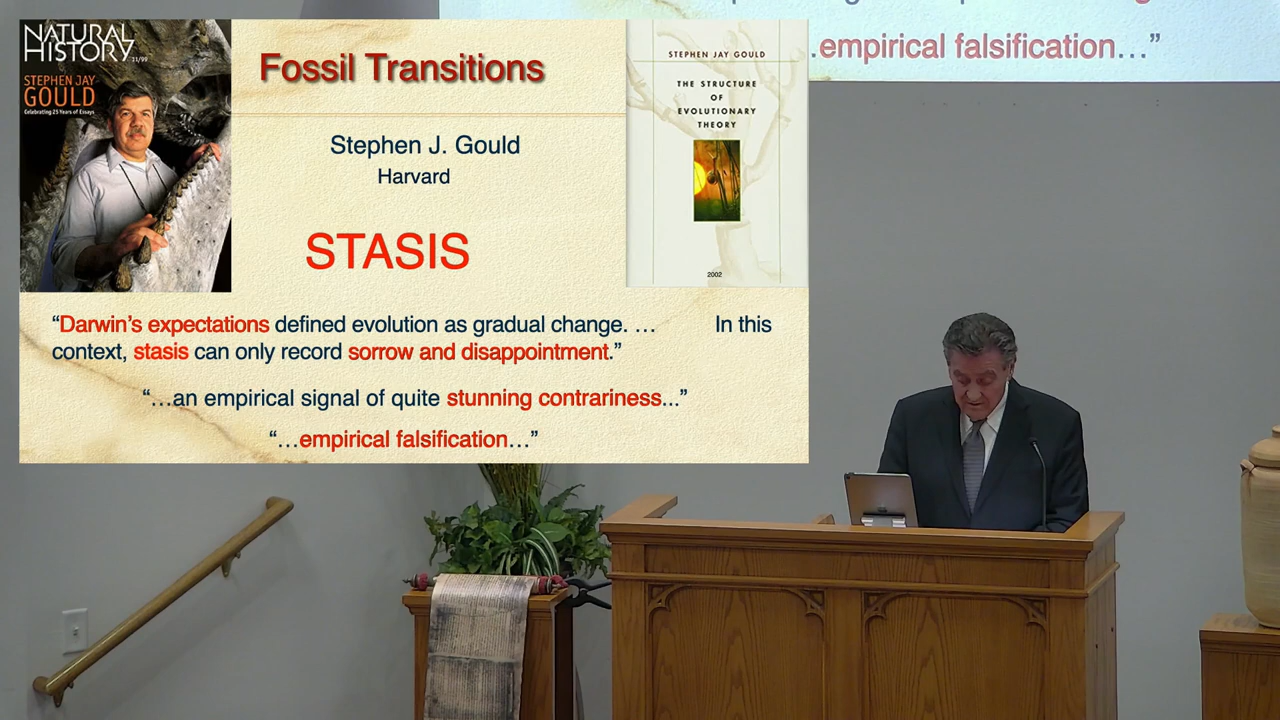 NATURAL
HISTORY 11/99
STEPHEN JAY
GOULD
Celebrating 25 Years of Essays
Fossil Transitions
Stephen J. Gould
Harvard
STASIS
STEPHEN JAY GOULD
THE STRUCTURE
OF
EVOLUTIONARY
THEORY
2002
“Darwin’s expectations defined evolution as gradual change. … In this
context, stasis can only record sorrow and disappointment.”
“…an empirical signal of quite stunning contrariness...”
“…empirical falsification…”
.empirical falsification…”